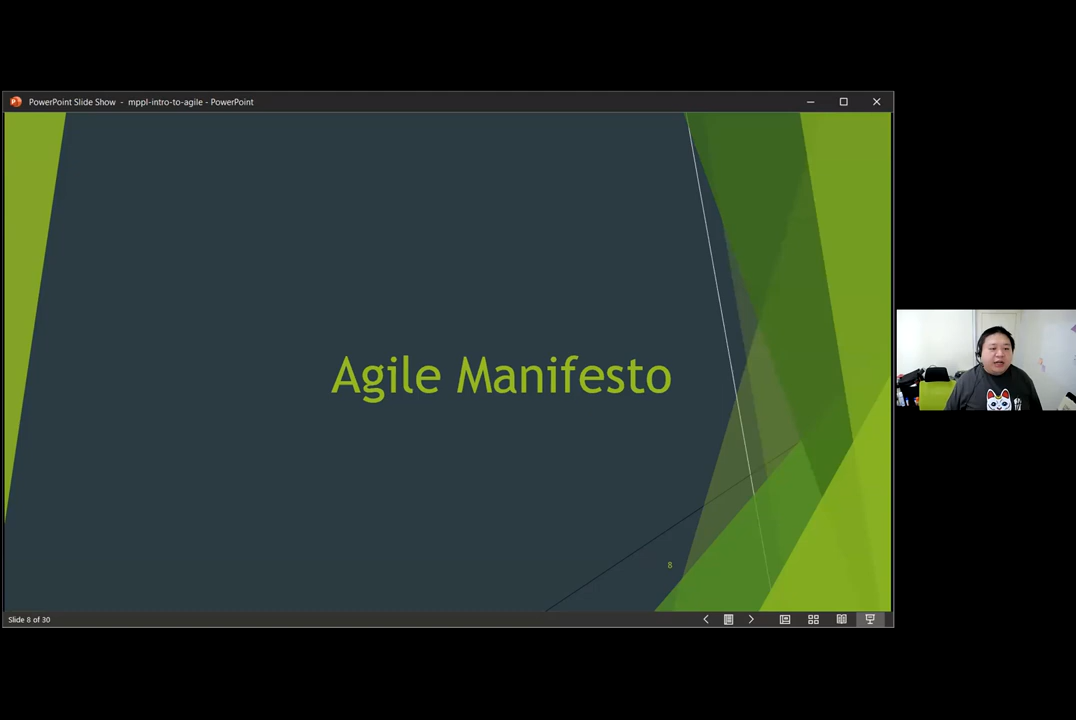 PowerPoint Slide Show - mppl-intro-to-agile - PowerPoint
Agile Manifesto
8
Slide 8 of 30